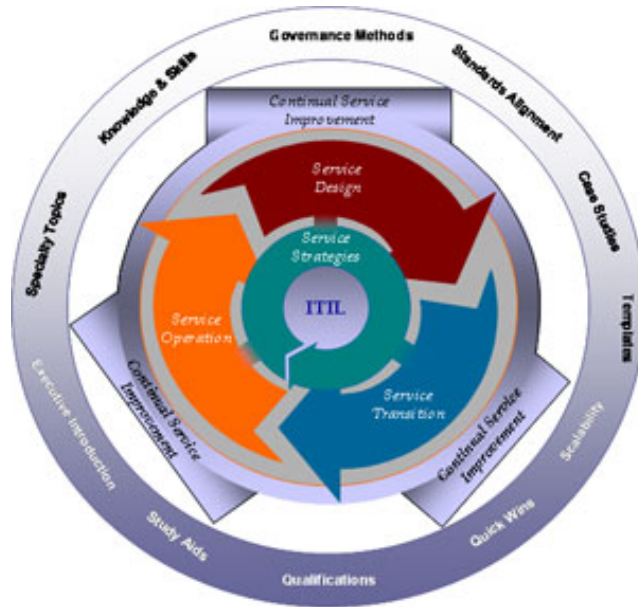 Governance Methods
Standards Alignment
Case Studies
Templates
Scalability
Quick Wins
Qualifications
Study Aids
Executive Introduction
Specialty Topics
Knowledge & Skills
Continual Service
Improvement
Service
Design
Service
Strategies
ITIL
Service
Operation
Service
Transition
Continual Service
Improvement
Continual Service
Improvement